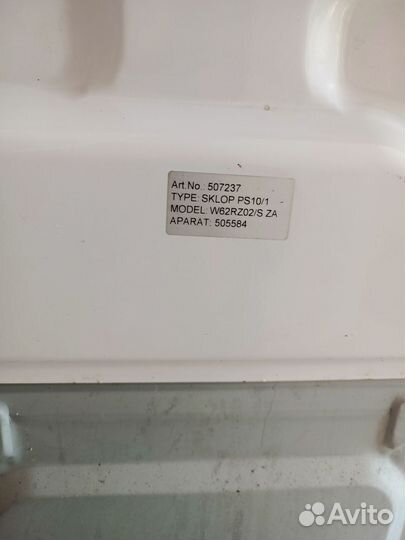 Art.No.: 507237
TYPE: SKLOP PS10/1
MODEL: W62RZ02/S ZA
APARAT: 505584
Avito